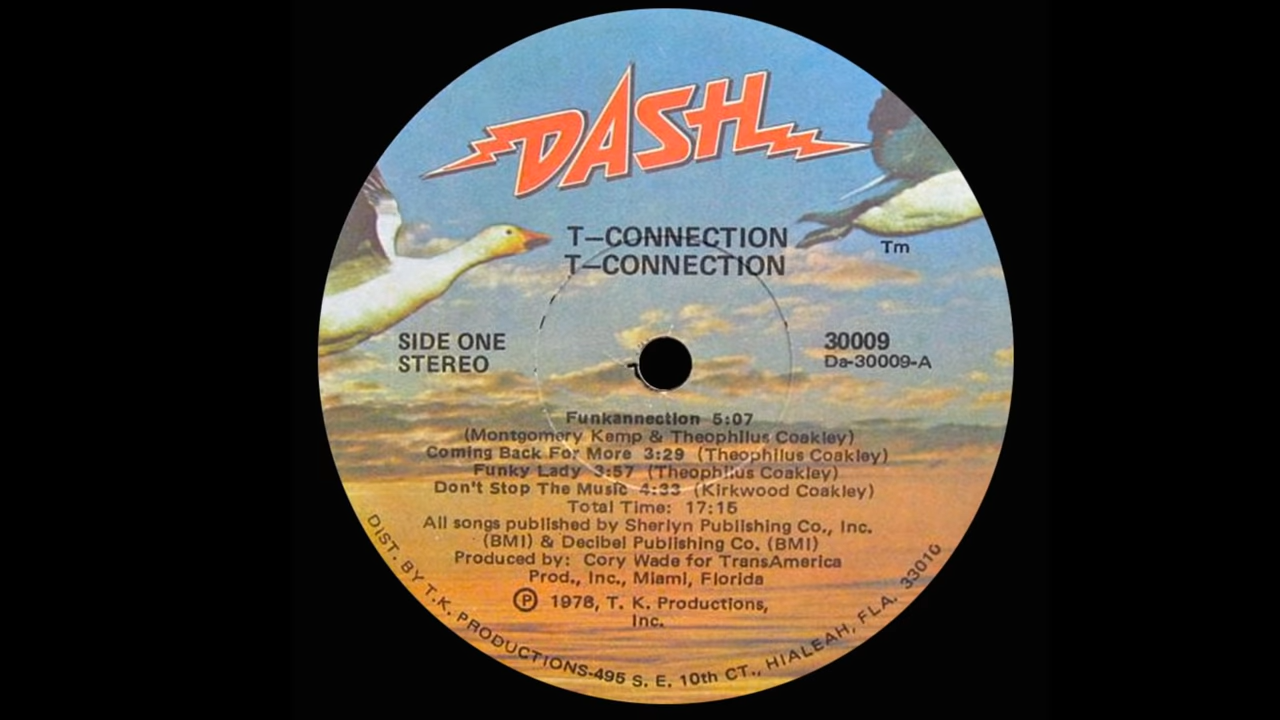 DASH
T-CONNECTION
T-CONNECTION
Tm
SIDE ONE
STEREO
30009
Da-30009-A
Funkannection 5:07
(Montgomery Kemp & Theophilus Coakley)
Coming Back For More 3:29 (Theophilus Coakley)
Funky Lady 3:57 (Theophilus Coakley)
Don't Stop The Music 4:33 (Kirkwood Coakley)
Total Time: 17:15
All songs published by Sherlyn Publishing Co., Inc.
(BMI) & Decibel Publishing Co. (BMI)
Produced by: Cory Wade for TransAmerica
Prod., Inc., Miami, Florida
Ⓟ 1978, T. K. Productions,
Inc.
DIST. BY T.K. PRODUCTIONS-495 S. E. 10th CT., HIALEAH, FLA. 33010